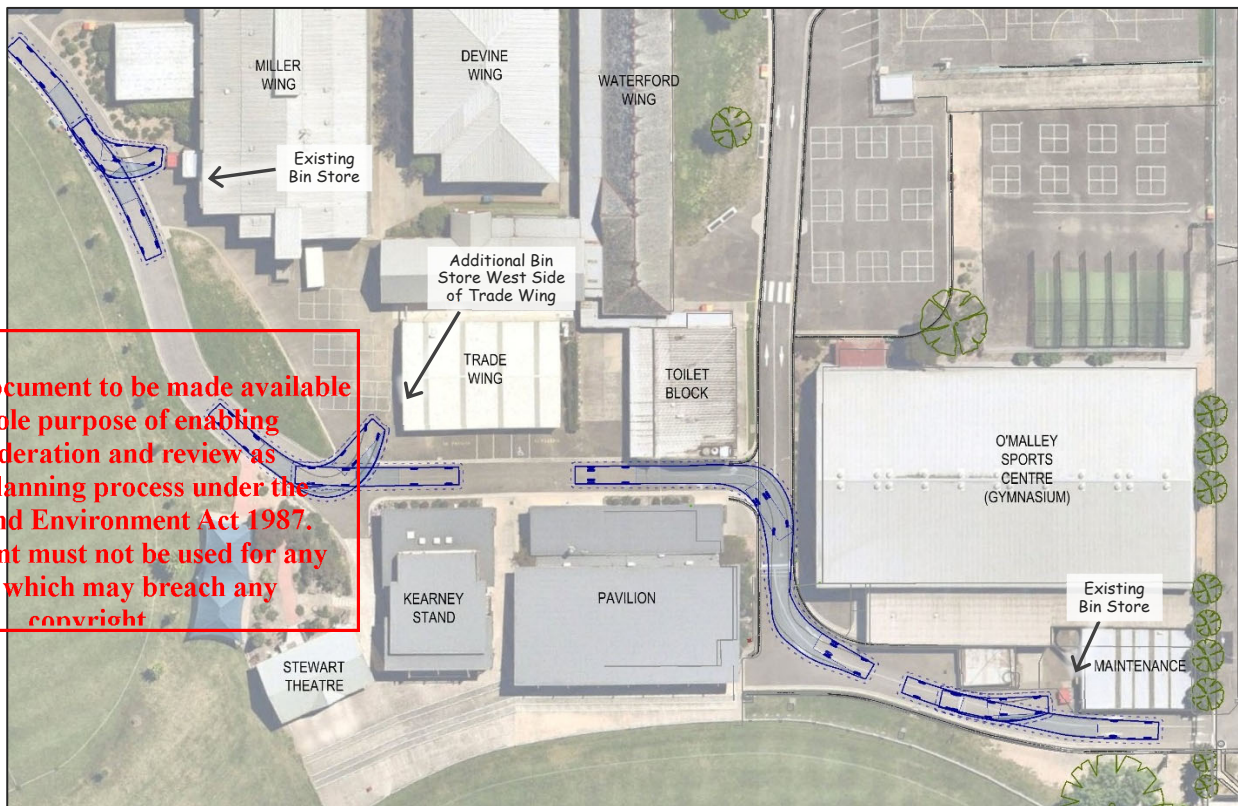 MILLER
WING
DEVINE
WING
WATERFORD
WING
Existing
Bin Store
Additional Bin
Store West Side
of Trade Wing
TRADE
WING
TOILET
BLOCK
O'MALLEY
SPORTS
CENTRE
(GYMNASIUM)
ocument to be made available
ole purpose of enabling
deration and review as
lanning process under the
nd Environment Act 1987.
nt must not be used for any
which may breach any
copyright
KEARNEY
STAND
PAVILION
STEWART
THEATRE
Existing
Bin Store
MAINTENANCE